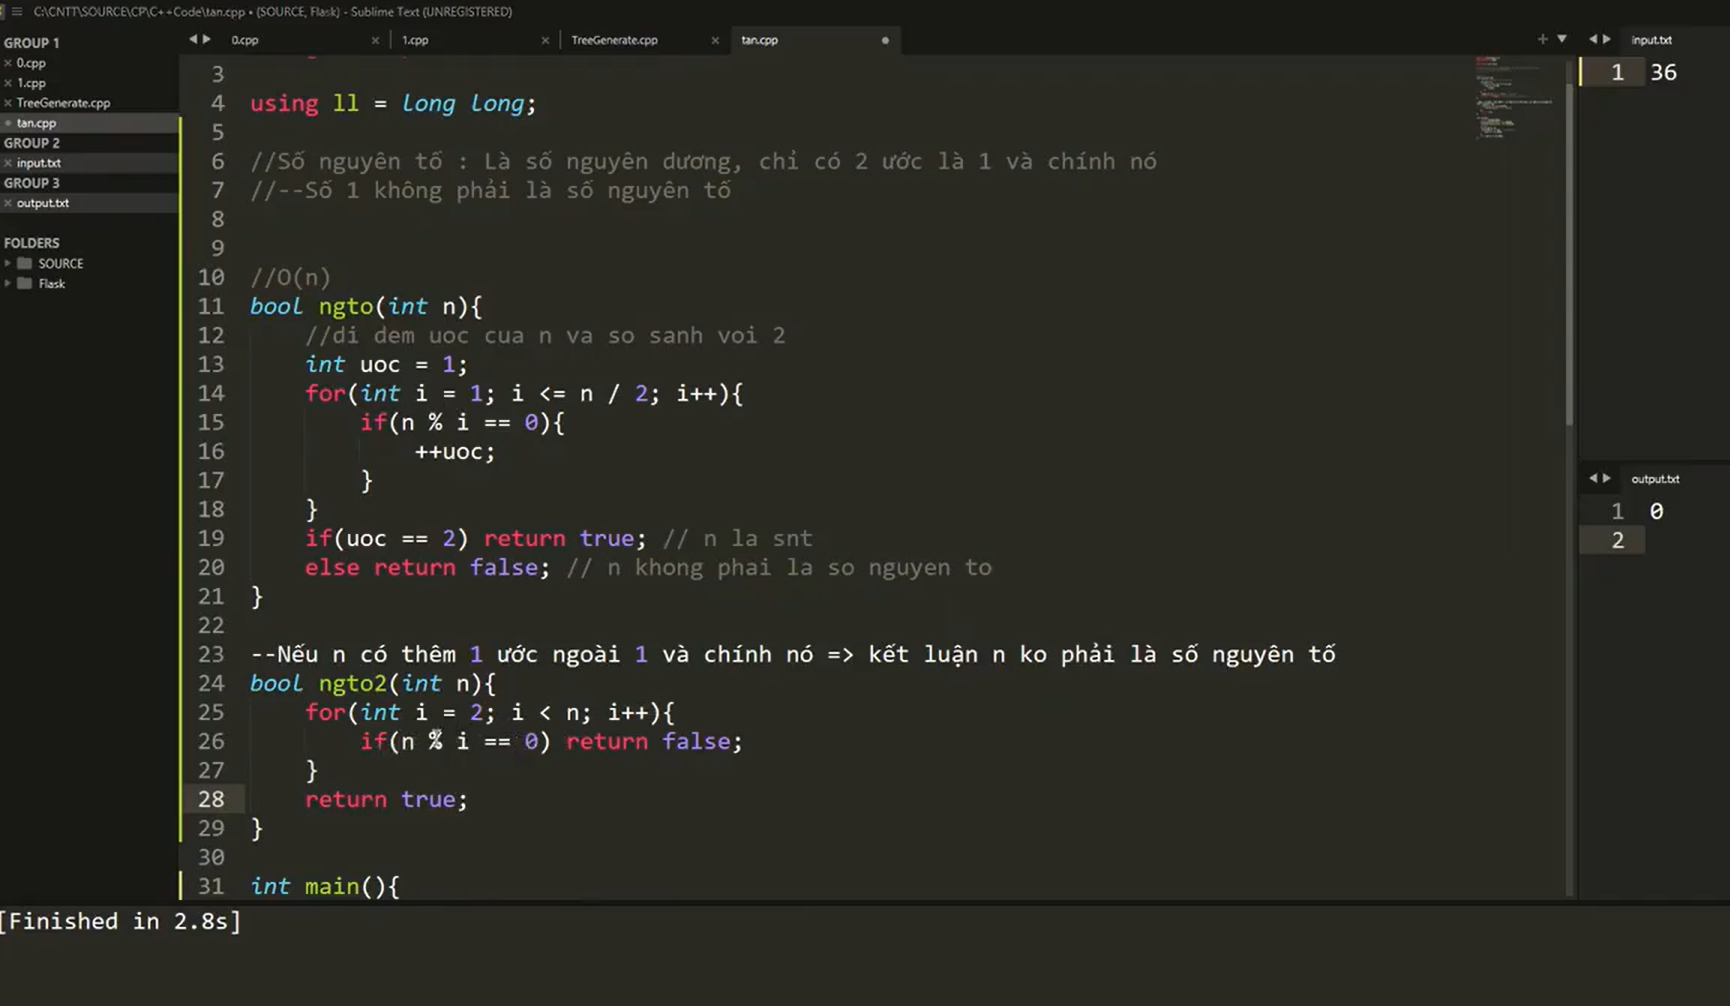 C:\CNTT\SOURCE\CP\C++Code\tan.cpp • (SOURCE, Flask) - Sublime Text (UNREGISTERED)
GROUP 1
0.cpp
1.cpp
TreeGenerate.cpp
tan.cpp
GROUP 2
input.txt
GROUP 3
output.txt
FOLDERS
SOURCE
Flask
0.cpp 1.cpp TreeGenerate.cpp tan.cpp
3
4 using ll = long long;
5
6 //Số nguyên tố : Là số nguyên dương, chỉ có 2 ước là 1 và chính nó
7 //--Số 1 không phải là số nguyên tố
8
9
10 //O(n)
11 bool ngto(int n){
12 //di dem uoc cua n va so sanh voi 2
13 int uoc = 1;
14 for(int i = 1; i <= n / 2; i++){
15 if(n % i == 0){
16 ++uoc;
17 }
18 }
19 if(uoc == 2) return true; // n la snt
20 else return false; // n khong phai la so nguyen to
21 }
22
23 --Nếu n có thêm 1 ước ngoài 1 và chính nó => kết luận n ko phải là số nguyên tố
24 bool ngto2(int n){
25 for(int i = 2; i < n; i++){
26 if(n % i == 0) return false;
27 }
28 return true;
29 }
30
31 int main(){
input.txt
1 36
output.txt
1 0
2
[Finished in 2.8s]